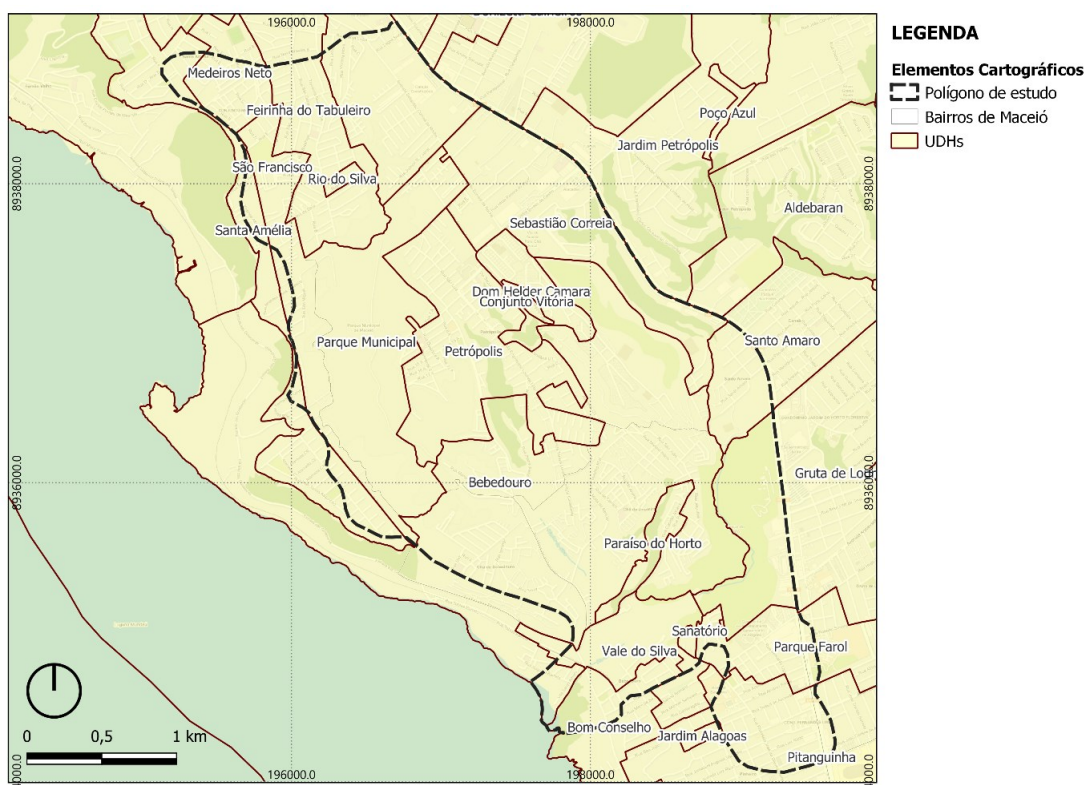 196000.0
198000.0
LEGENDA
Elementos Cartográficos
Polígono de estudo
Bairros de Maceió
UDHs
Medeiros Neto
Feirinha do Tabuleiro
Poço Azul
Jardim Petrópolis
São Francisco
Rio do Silva
8938000.0
8938000.0
Aldebaran
Santa Amélia
Sebastião Correia
Dom Helder Camara
Conjunto Vitória
Parque Municipal
Petrópolis
Santo Amaro
Gruta de Lo
Bebedouro
8936000.0
8936000.0
Paraíso do Horto
Sanatório
Vale do Silva
Parque Farol
Bom Conselho
Jardim Alagoas
Pitanguinha
0
0,5
1 km
196000.0
198000.0